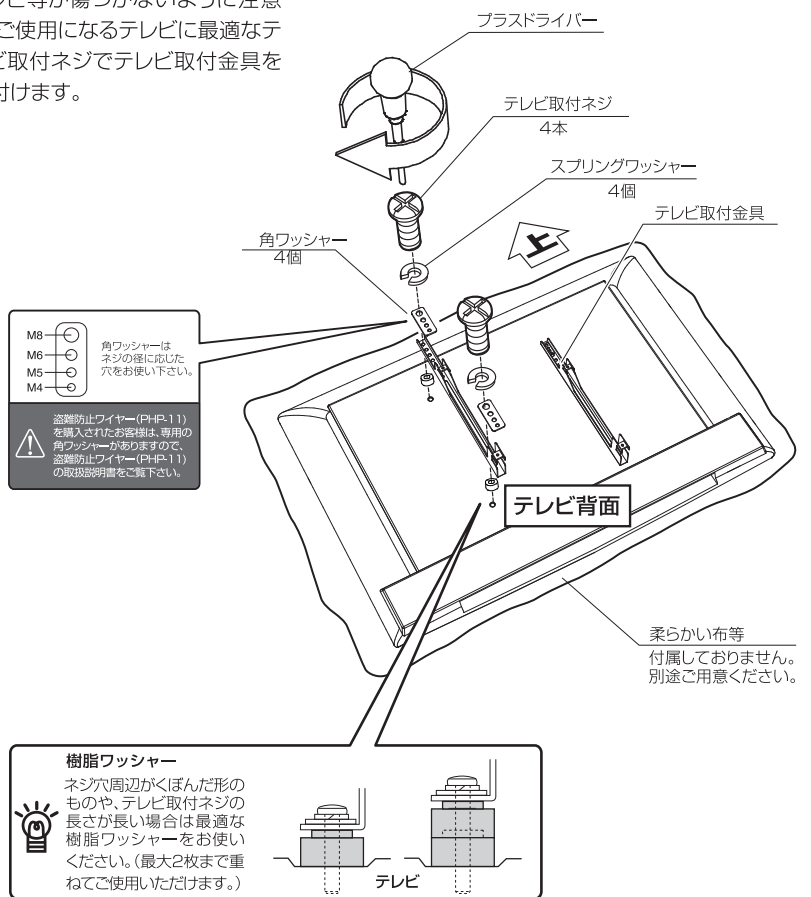 レビ等が傷つかないように注意
ご使用になるテレビに最適なテ
ビ取付ネジでテレビ取付金具を
付けます。
プラスドライバー
テレビ取付ネジ
4本
スプリングワッシャー
4個
テレビ取付金具
角ワッシャー
4個
上
M8
M6
M5
M4
角ワッシャーは
ネジの径に応じた
穴をお使い下さい。
盗難防止ワイヤー(PHP-11)
を購入されたお客様は、専用の
角ワッシャーがありますので、
盗難防止ワイヤー(PHP-11)
の取扱説明書をご覧下さい。
テレビ背面
柔らかい布等
付属しておりません。
別途ご用意ください。
樹脂ワッシャー
ネジ穴周辺がくぼんだ形の
ものや、テレビ取付ネジの
長さが長い場合は最適な
樹脂ワッシャーをお使い
ください。(最大2枚まで重
ねてご使用いただけます。)
テレビ